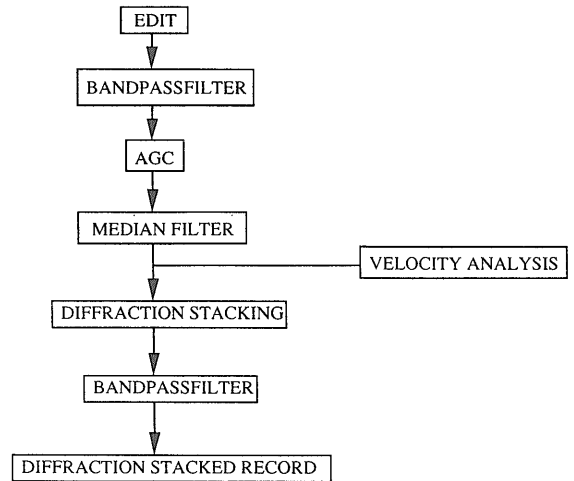 EDIT
BANDPASSFILTER
AGC
MEDIAN FILTER
VELOCITY ANALYSIS
DIFFRACTION STACKING
BANDPASSFILTER
DIFFRACTION STACKED RECORD